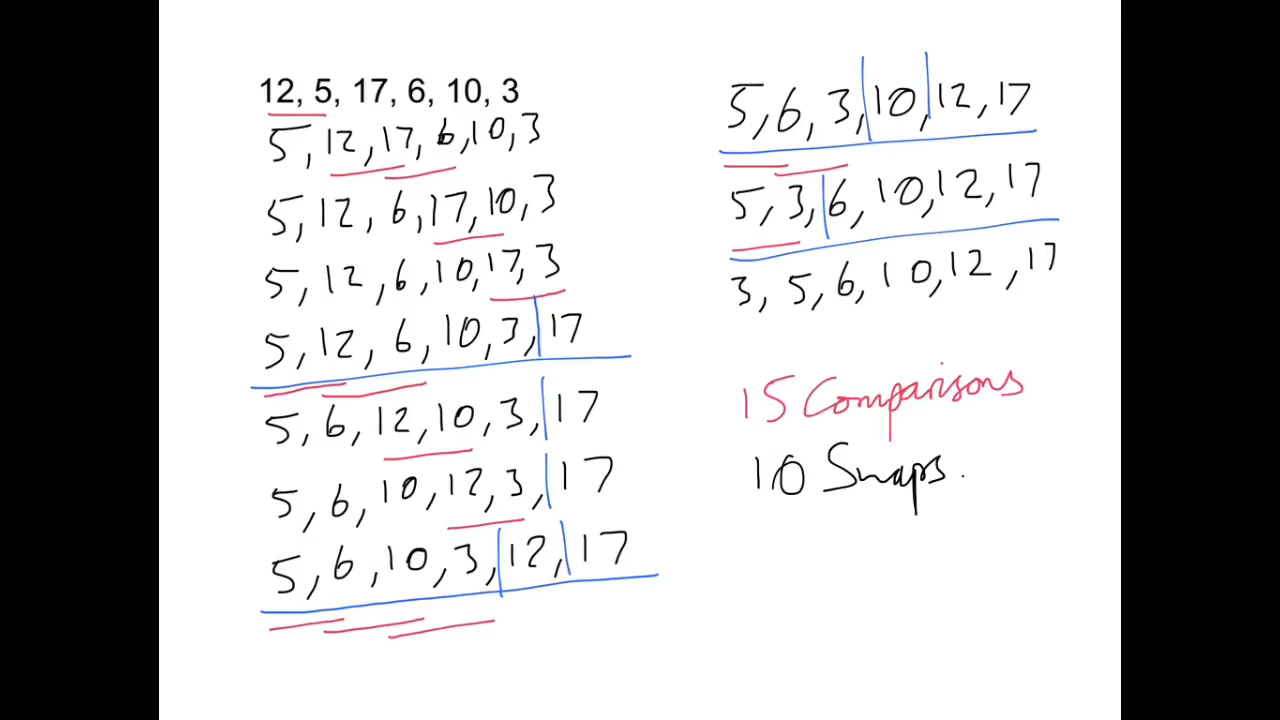 12, 5, 17, 6, 10, 3
5, 12, 17, 6, 10, 3
5, 12, 6, 17, 10, 3
5, 12, 6, 10, 17, 3
5, 12, 6, 10, 3, 17
5, 6, 12, 10, 3, 17
5, 6, 10, 12, 3, 17
5, 6, 10, 3, 12, 17
5, 6, 3, 10, 12, 17
5, 3, 6, 10, 12, 17
3, 5, 6, 10, 12, 17
15 Comparisons
10 Swaps.